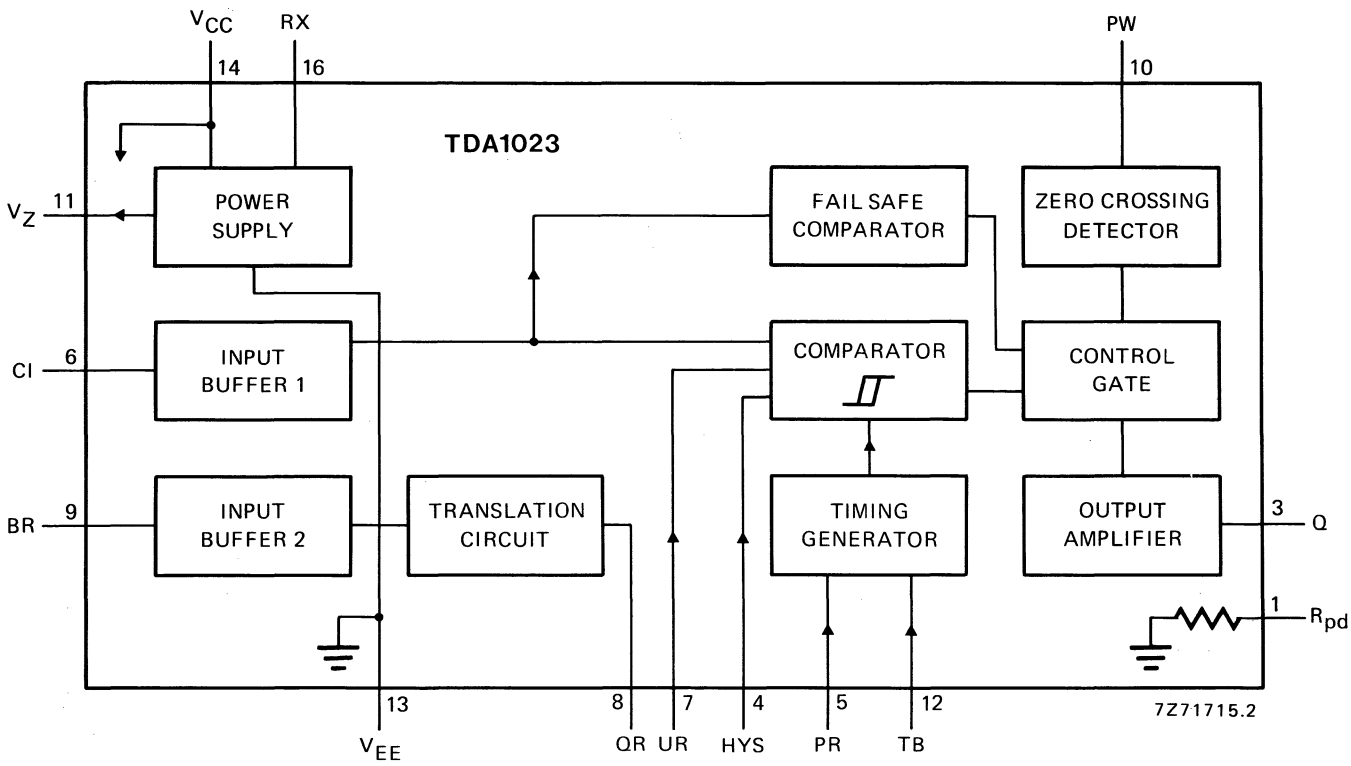 VCC
RX
PW
14
16
10
TDA1023
11
VZ
POWER
SUPPLY
FAIL SAFE
COMPARATOR
ZERO CROSSING
DETECTOR
6
CI
INPUT
BUFFER 1
COMPARATOR
CONTROL
GATE
9
BR
INPUT
BUFFER 2
TRANSLATION
CIRCUIT
TIMING
GENERATOR
OUTPUT
AMPLIFIER
3
Q
1
Rpd
13
8
7
4
5
12
7Z71715.2
VEE
QR
UR
HYS
PR
TB